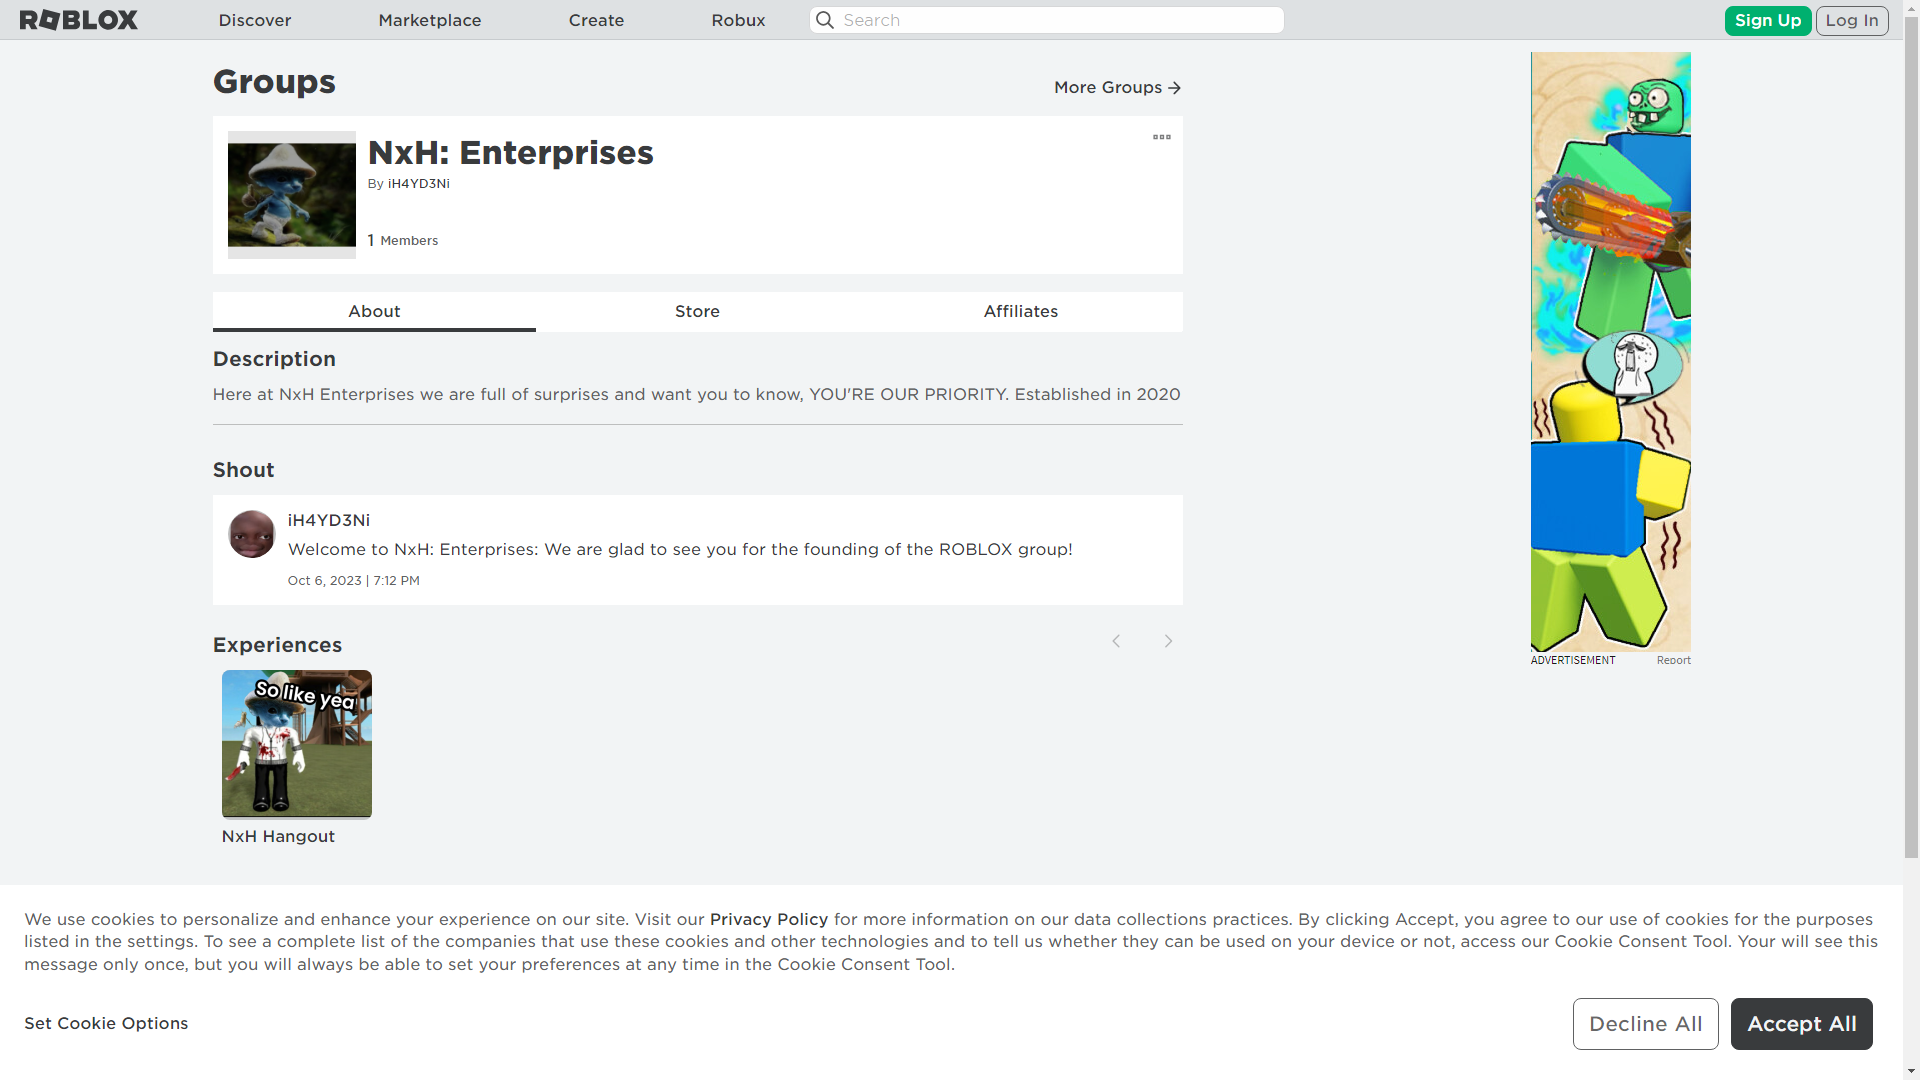 ROBLOX
Discover
Marketplace
Create
Robux
Search
Sign Up
Log In
Groups
More Groups
NxH: Enterprises
By iH4YD3Ni
1 Members
About
Store
Affiliates
Description
Here at NxH Enterprises we are full of surprises and want you to know, YOU'RE OUR PRIORITY. Established in 2020
Shout
iH4YD3Ni
Welcome to NxH: Enterprises: We are glad to see you for the founding of the ROBLOX group!
Oct 6, 2023 | 7:12 PM
Experiences
So like yea
NxH Hangout
ADVERTISEMENT
Report
We use cookies to personalize and enhance your experience on our site. Visit our Privacy Policy for more information on our data collections practices. By clicking Accept, you agree to our use of cookies for the purposes
listed in the settings. To see a complete list of the companies that use these cookies and other technologies and to tell us whether they can be used on your device or not, access our Cookie Consent Tool. Your will see this
message only once, but you will always be able to set your preferences at any time in the Cookie Consent Tool.
Set Cookie Options
Decline All
Accept All